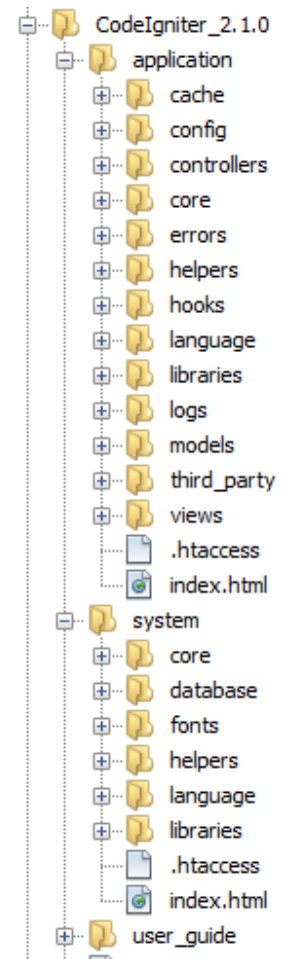 CodeIgniter_2.1.0
application
cache
config
controllers
core
errors
helpers
hooks
language
libraries
logs
models
third_party
views
.htaccess
index.html
system
core
database
fonts
helpers
language
libraries
.htaccess
index.html
user_guide